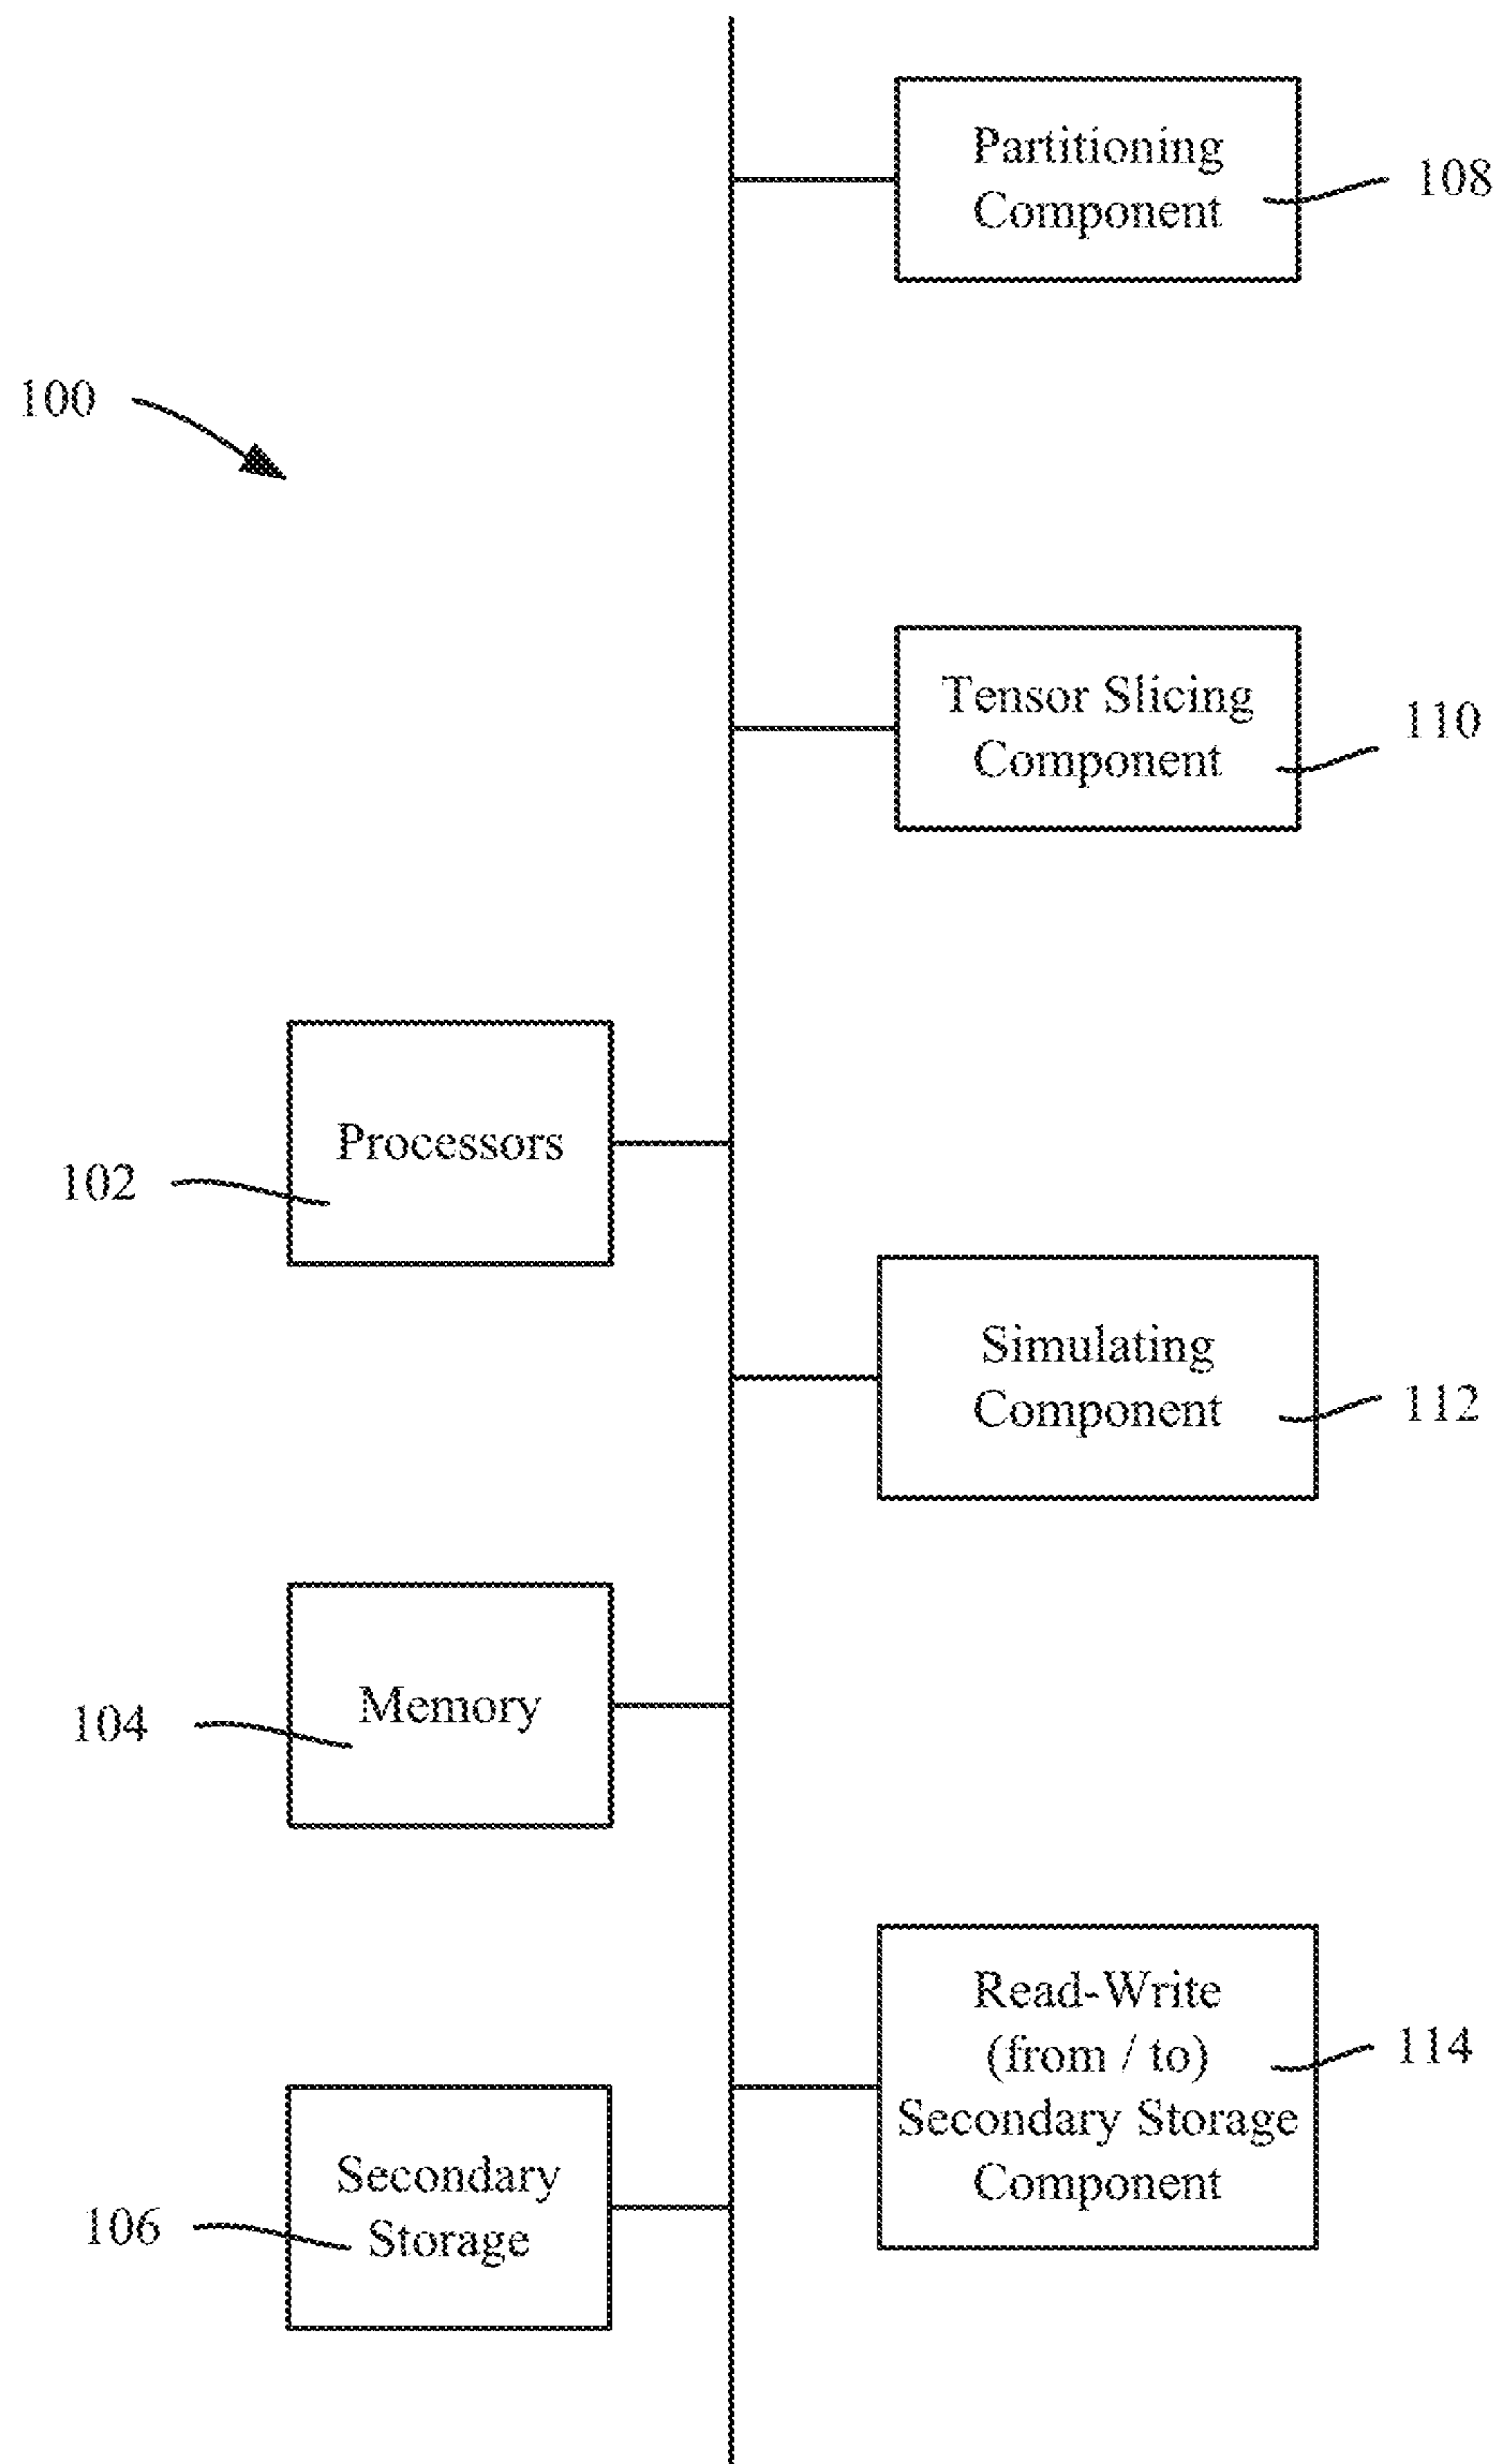 Partitioning
Component
108
100
Tensor Slicing
Component
110
Processors
102
Simulating
Component
112
Memory
104
Read-Write
(from / to)
Secondary Storage
Component
114
Secondary
Storage
106